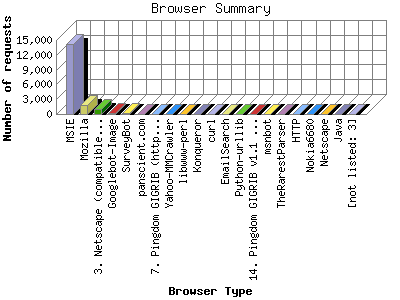 Browser Summary
Number of requests
15,000
12,000
9,000
6,000
3,000
0
MSIE
Mozilla
3. Netscape (compatible...
Googlebot-Image
Surveybot
panscient.com
7. Pingdom GIGRIB (http...
Yahoo-MMCrawler
libwww-perl
Konqueror
curl
EmailSearch
Python-urllib
14. Pingdom GIGRIB v1.1 ...
msnbot
TheRarestParser
HTTP
Nokia6680
Netscape
Java
[not listed: 3]
Browser Type